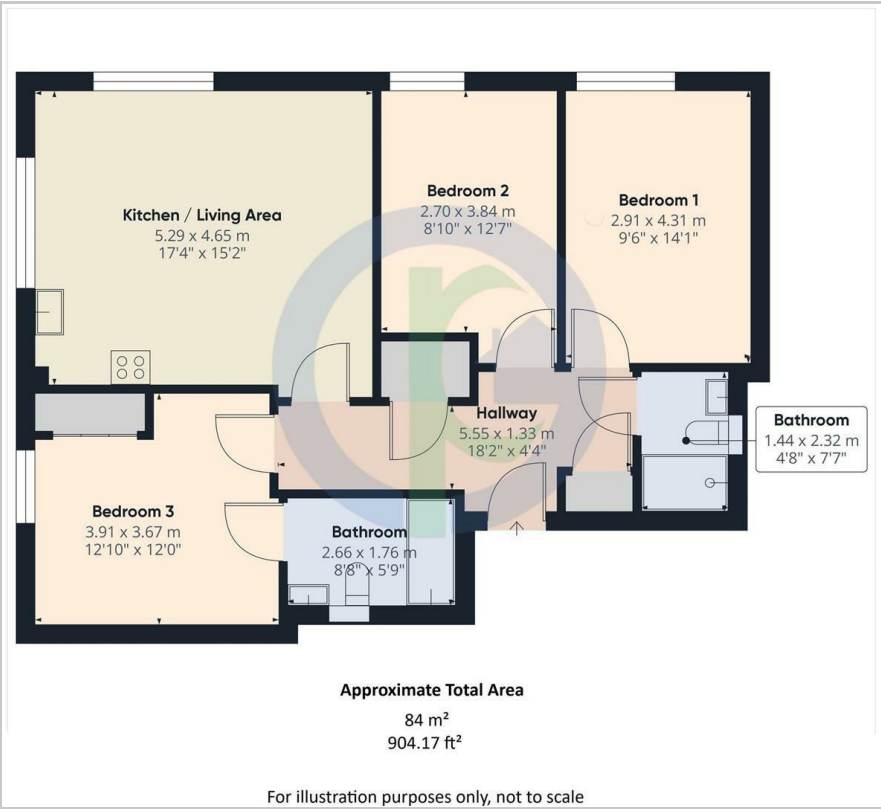 Kitchen / Living Area
5.29 x 4.65 m
17'4" x 15'2"
Bedroom 2
2.70 x 3.84 m
8'10" x 12'7"
Bedroom 1
2.91 x 4.31 m
9'6" x 14'1"
Hallway
5.55 x 1.33 m
18'2" x 4'4"
Bathroom
1.44 x 2.32 m
4'8" x 7'7"
Bedroom 3
3.91 x 3.67 m
12'10" x 12'0"
Bathroom
2.66 x 1.76 m
8'8" x 5'9"
Approximate Total Area
84 m²
904.17 ft²
For illustration purposes only, not to scale